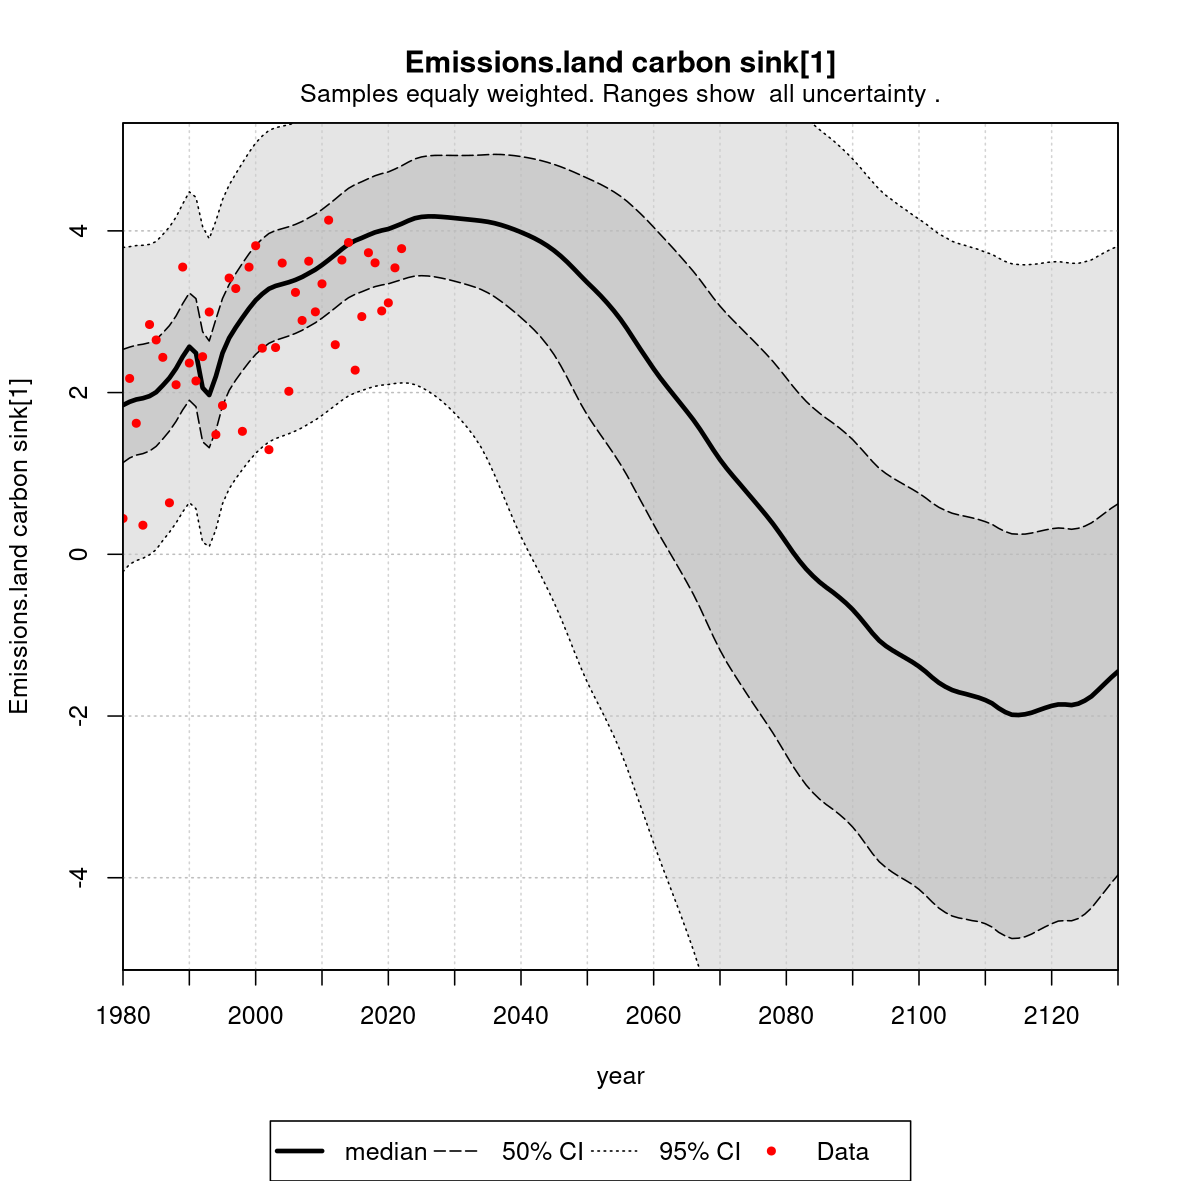 Emissions.land carbon sink[1]
Samples equaly weighted. Ranges show  all uncertainty .
Emissions.land carbon sink[1]
4
2
0
-2
-4
1980 2000 2020 2040 2060 2080 2100 2120
year
median 50% CI 95% CI Data